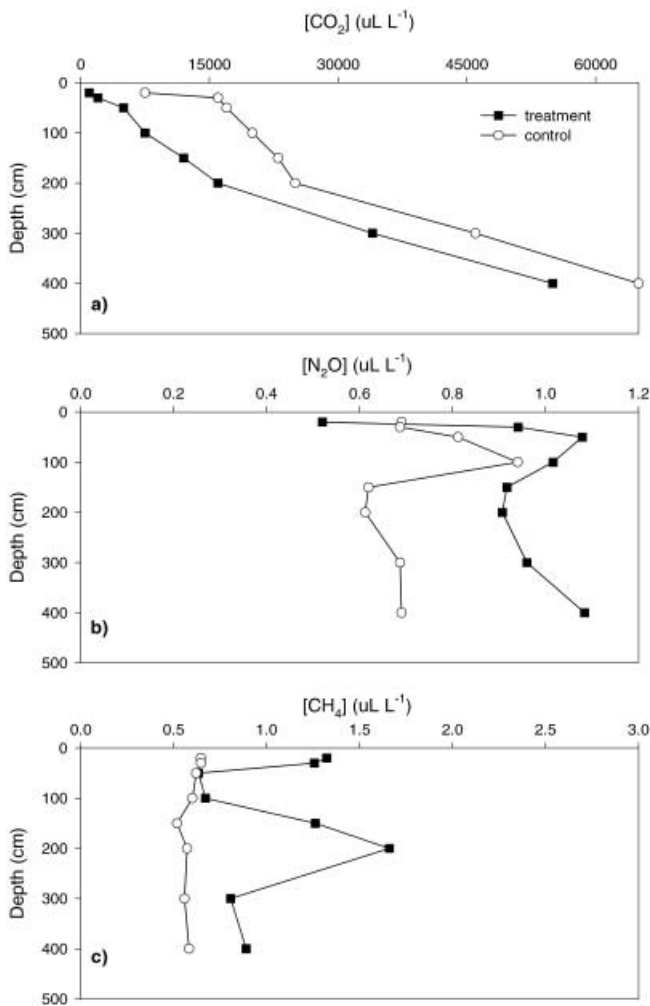 [CO₂] (uL L⁻¹)
0 15000 30000 45000 60000
0
100
200
300
400
500
Depth (cm)
treatment
control
a)
[N₂O] (uL L⁻¹)
0.0 0.2 0.4 0.6 0.8 1.0 1.2
0
100
200
300
400
500
Depth (cm)
b)
[CH₄] (uL L⁻¹)
0.0 0.5 1.0 1.5 2.0 2.5 3.0
0
100
200
300
400
500
Depth (cm)
c)